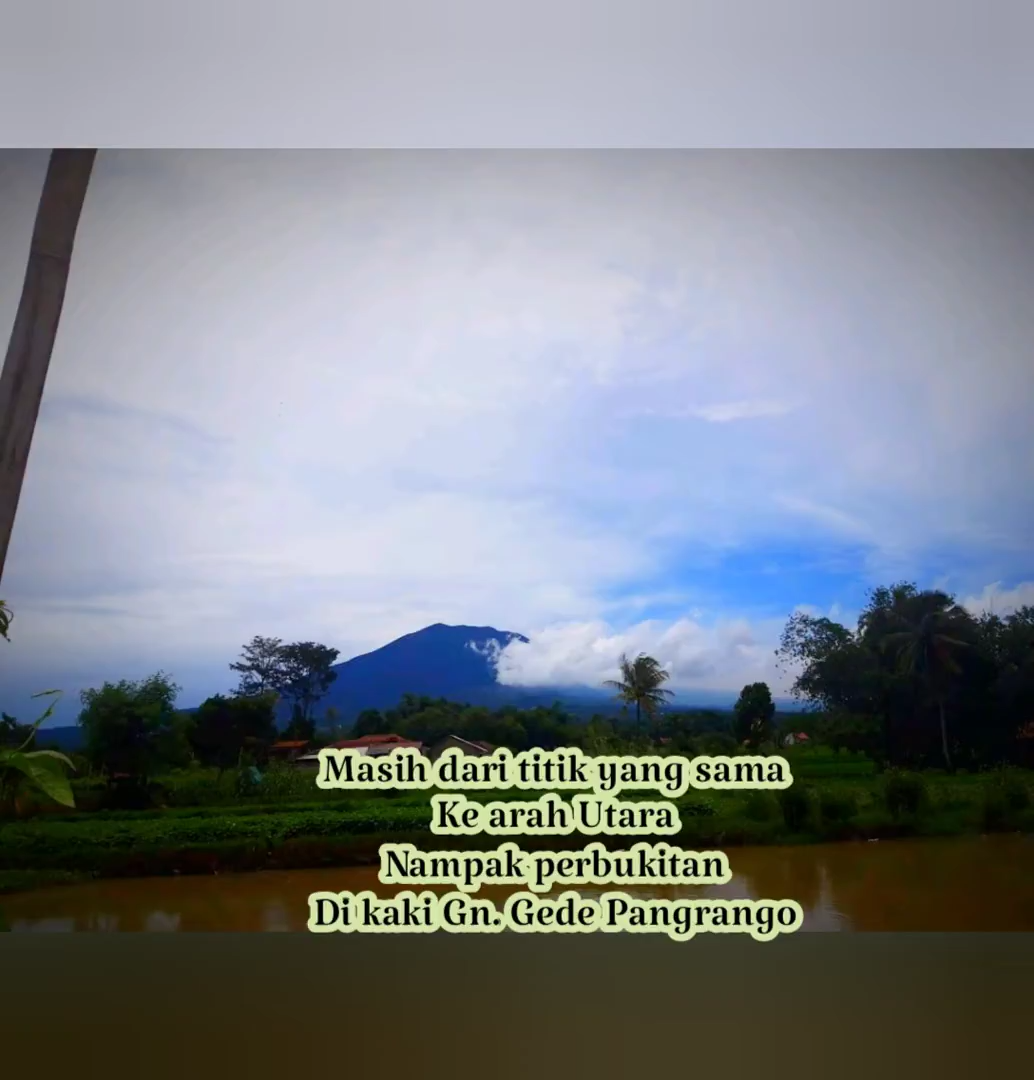 Masih dari titik yang sama
Ke arah Utara
Nampak perbukitan
Di kaki Gn. Gede Pangrango